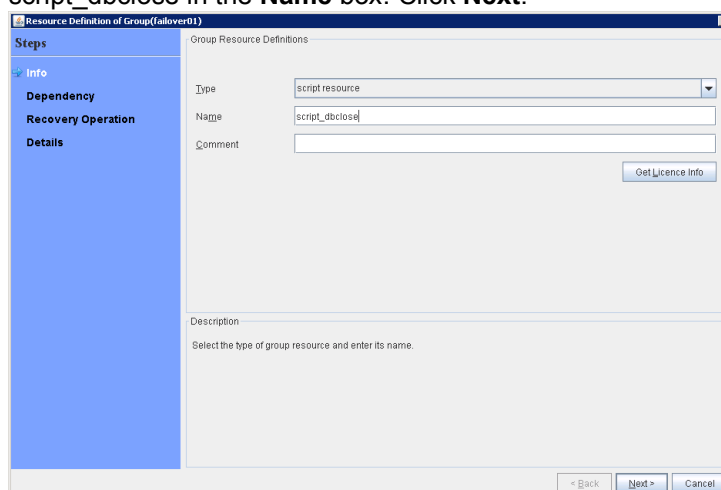 script_dbclose in the Name box. Click Next.
Resource Definition of Group(failover01)
Steps
Info
Dependency
Recovery Operation
Details
Group Resource Definitions
Type script resource
Name script_dbclose
Comment
Get Licence Info
Description
Select the type of group resource and enter its name.
< Back Next > Cancel